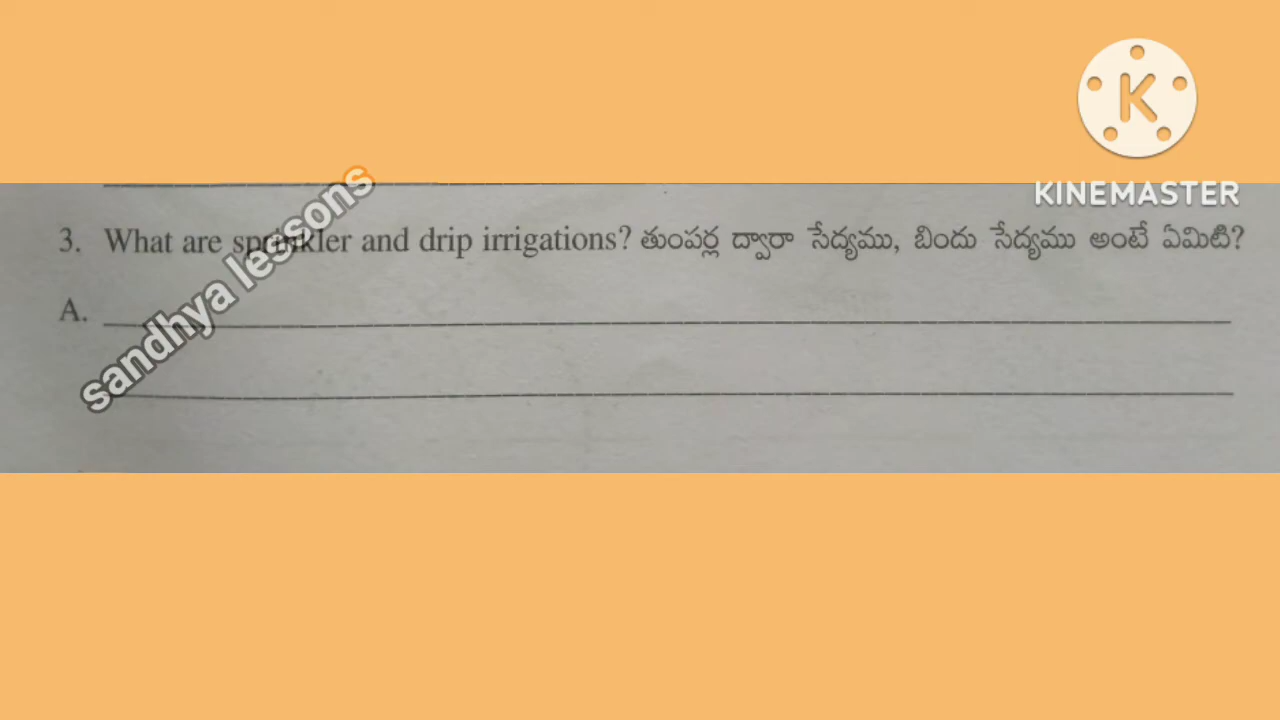 K
KINEMASTER
3. What are sprinkler and drip irrigations? తుంపర్ల ద్వారా సేద్యము, బిందు సేద్యము అంటే ఏమిటి?
A.
sandhya lessons